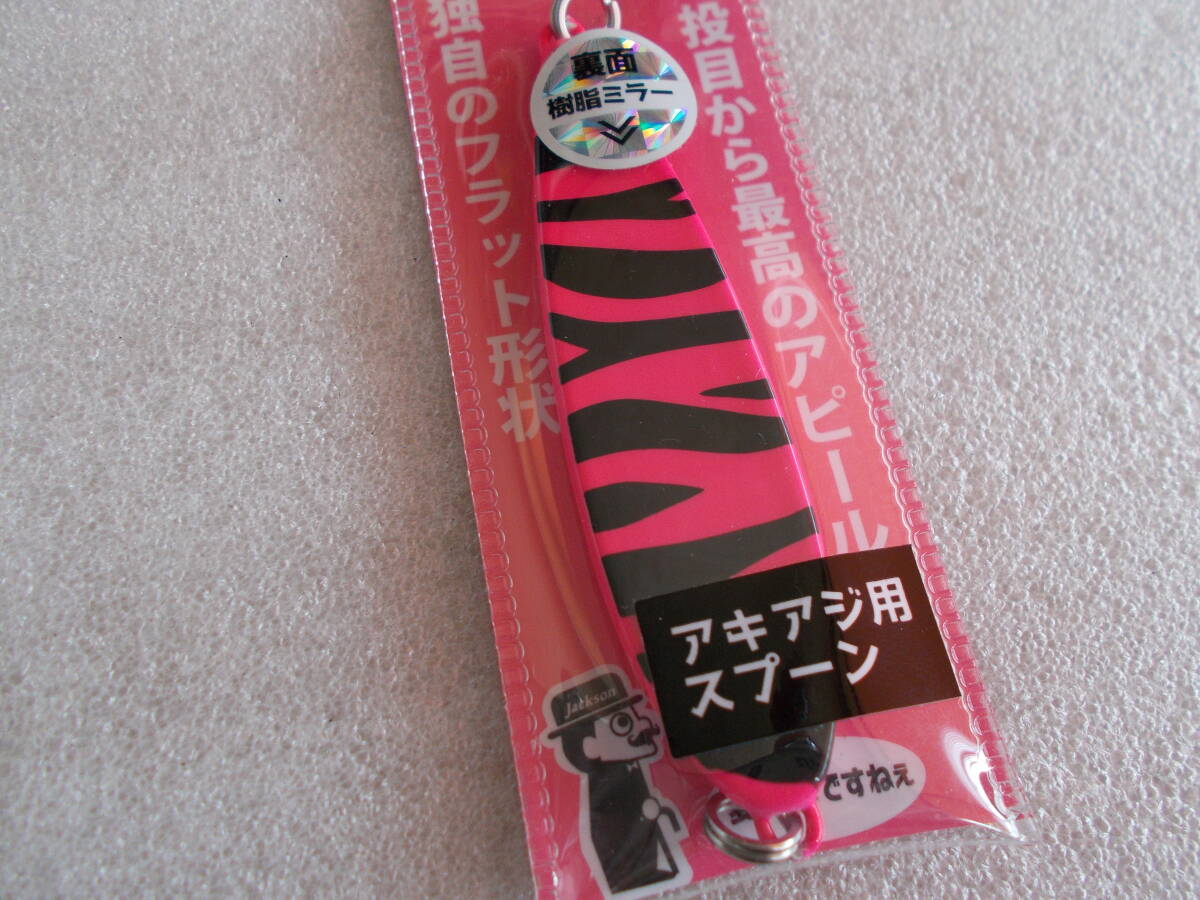 投目から最高のアピール
独自のフラット形状
裏面
樹脂ミラー
アキアジ用
スプーン
Jackson
ですねぇ